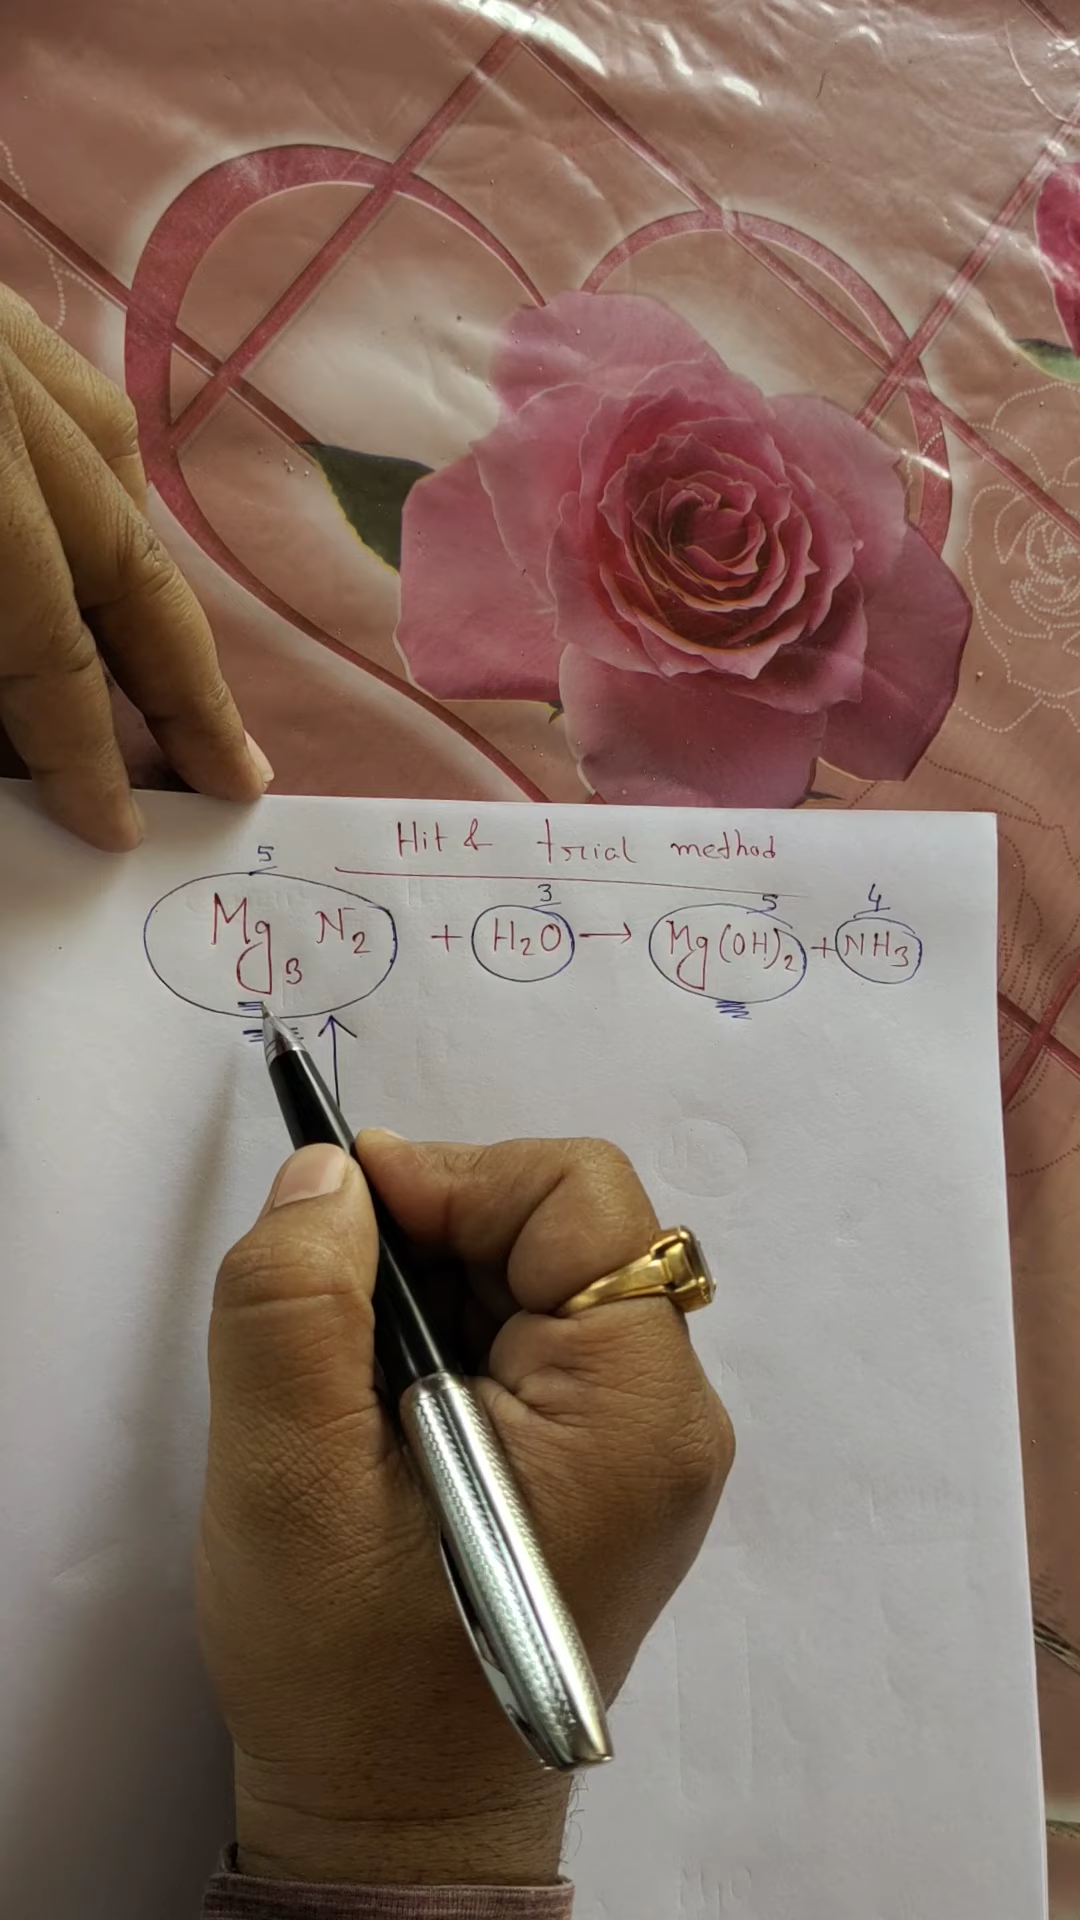 Hit & trial method
5 3 5 4
Mg₃ N₂ + H₂O → Mg(OH)₂ + NH₃